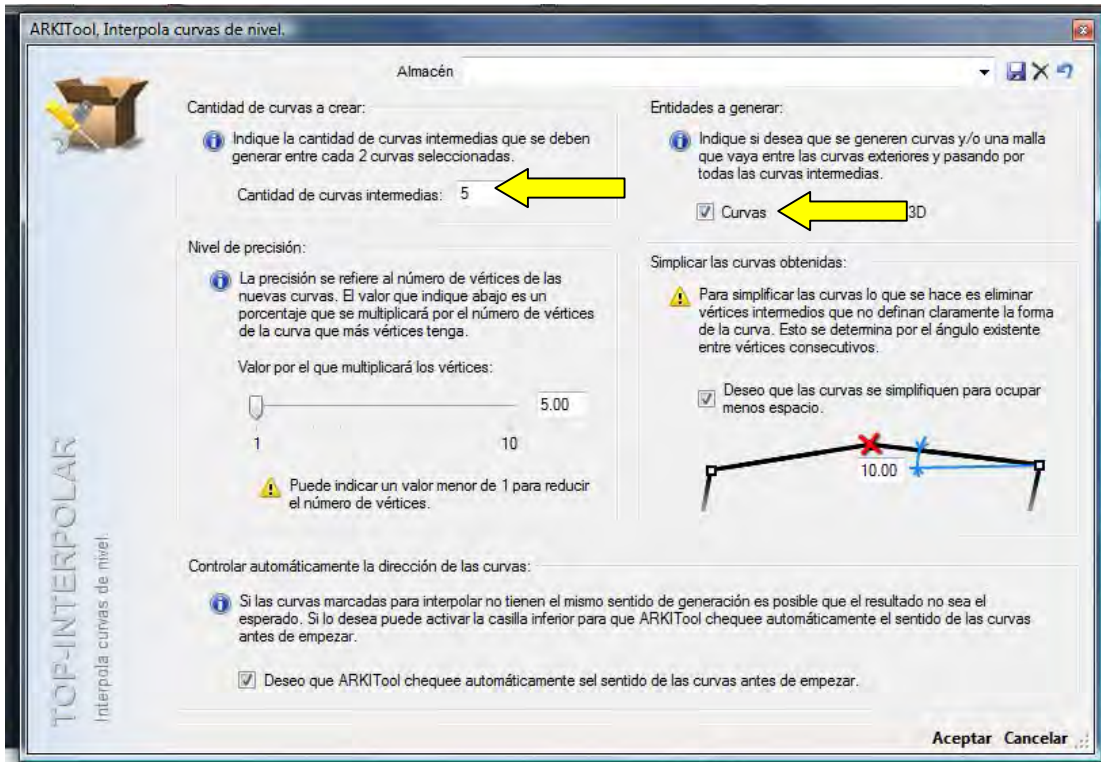 ARKITool, Interpola curvas de nivel.
Almacén
Cantidad de curvas a crear:
Indique la cantidad de curvas intermedias que se deben
generar entre cada 2 curvas seleccionadas.
Cantidad de curvas intermedias: 5
Entidades a generar:
Indique si desea que se generen curvas y/o una malla
que vaya entre las curvas exteriores y pasando por
todas las curvas intermedias.
Curvas
3D
Nivel de precisión:
La precisión se refiere al número de vértices de las
nuevas curvas. El valor que indique abajo es un
porcentaje que se multiplicará por el número de vértices
de la curva que más vértices tenga.
Valor por el que multiplicará los vértices:
5.00
1 10
Puede indicar un valor menor de 1 para reducir
el número de vértices.
Simplicar las curvas obtenidas:
Para simplificar las curvas lo que se hace es eliminar
vértices intermedios que no definan claramente la forma
de la curva. Esto se determina por el ángulo existente
entre vértices consecutivos.
Deseo que las curvas se simplifiquen para ocupar
menos espacio.
10.00
Controlar automáticamente la dirección de las curvas:
Si las curvas marcadas para interpolar no tienen el mismo sentido de generación es posible que el resultado no sea el
esperado. Si lo desea puede activar la casilla inferior para que ARKITool chequee automáticamente el sentido de las curvas
antes de empezar.
Deseo que ARKITool chequee automáticamente sel sentido de las curvas antes de empezar.
TOP-INTERPOLAR
Interpola curvas de nivel.
Aceptar Cancelar